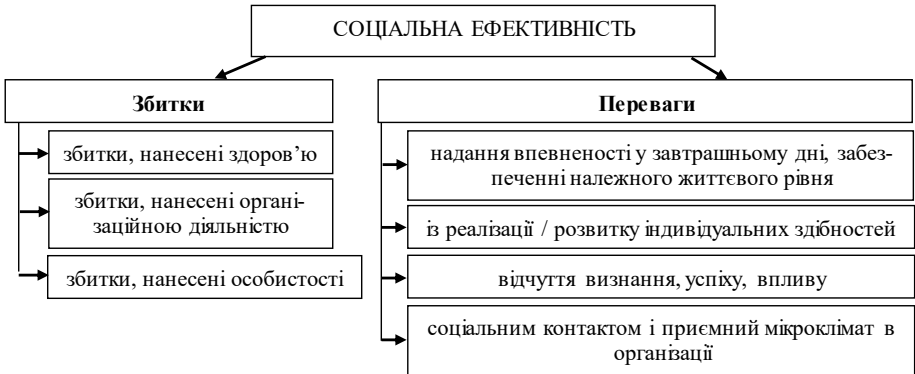 СОЦІАЛЬНА ЕФЕКТИВНІСТЬ
Збитки
збитки, нанесені здоров’ю
збитки, нанесені органі-
заційною діяльністю
збитки, нанесені особистості
Переваги
надання впевненості у завтрашньому дні, забез-
печенні належного життєвого рівня
із реалізації / розвитку індивідуальних здібностей
відчуття визнання, успіху, впливу
соціальним контактом і приємний мікроклімат в
організації